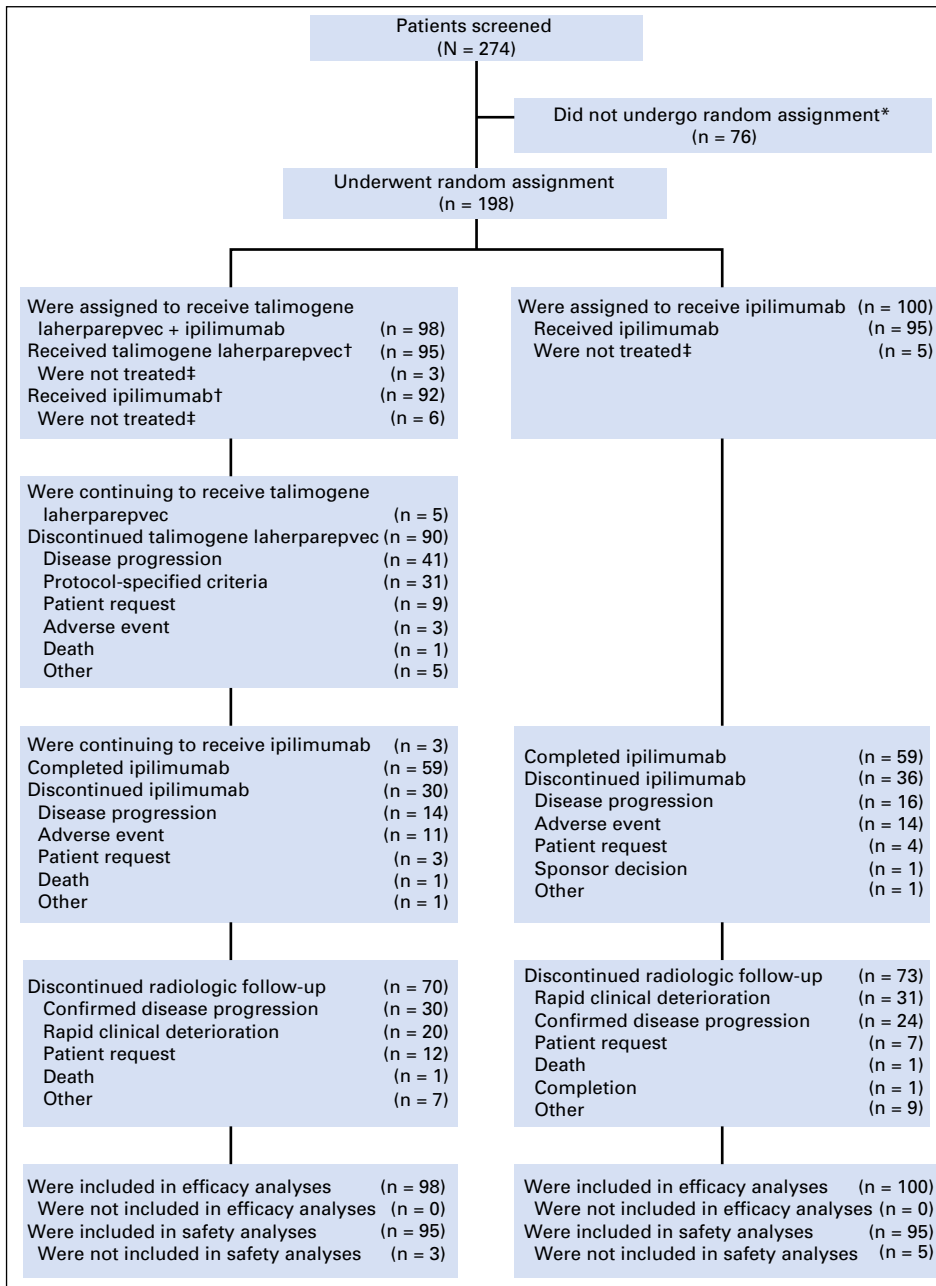 Patients screened
(N = 274)
Did not undergo random assignment*
(n = 76)
Underwent random assignment
(n = 198)
Were assigned to receive talimogene
laherparepvec + ipilimumab (n = 98)
Received talimogene laherparepvec† (n = 95)
Were not treated‡ (n = 3)
Received ipilimumab† (n = 92)
Were not treated‡ (n = 6)
Were assigned to receive ipilimumab (n = 100)
Received ipilimumab (n = 95)
Were not treated‡ (n = 5)
Were continuing to receive talimogene
laherparepvec (n = 5)
Discontinued talimogene laherparepvec (n = 90)
Disease progression (n = 41)
Protocol-specified criteria (n = 31)
Patient request (n = 9)
Adverse event (n = 3)
Death (n = 1)
Other (n = 5)
Were continuing to receive ipilimumab (n = 3)
Completed ipilimumab (n = 59)
Discontinued ipilimumab (n = 30)
Disease progression (n = 14)
Adverse event (n = 11)
Patient request (n = 3)
Death (n = 1)
Other (n = 1)
Completed ipilimumab (n = 59)
Discontinued ipilimumab (n = 36)
Disease progression (n = 16)
Adverse event (n = 14)
Patient request (n = 4)
Sponsor decision (n = 1)
Other (n = 1)
Discontinued radiologic follow-up (n = 70)
Confirmed disease progression (n = 30)
Rapid clinical deterioration (n = 20)
Patient request (n = 12)
Death (n = 1)
Other (n = 7)
Discontinued radiologic follow-up (n = 73)
Rapid clinical deterioration (n = 31)
Confirmed disease progression (n = 24)
Patient request (n = 7)
Death (n = 1)
Completion (n = 1)
Other (n = 9)
Were included in efficacy analyses (n = 98)
Were not included in efficacy analyses (n = 0)
Were included in safety analyses (n = 95)
Were not included in safety analyses (n = 3)
Were included in efficacy analyses (n = 100)
Were not included in efficacy analyses (n = 0)
Were included in safety analyses (n = 95)
Were not included in safety analyses (n = 5)